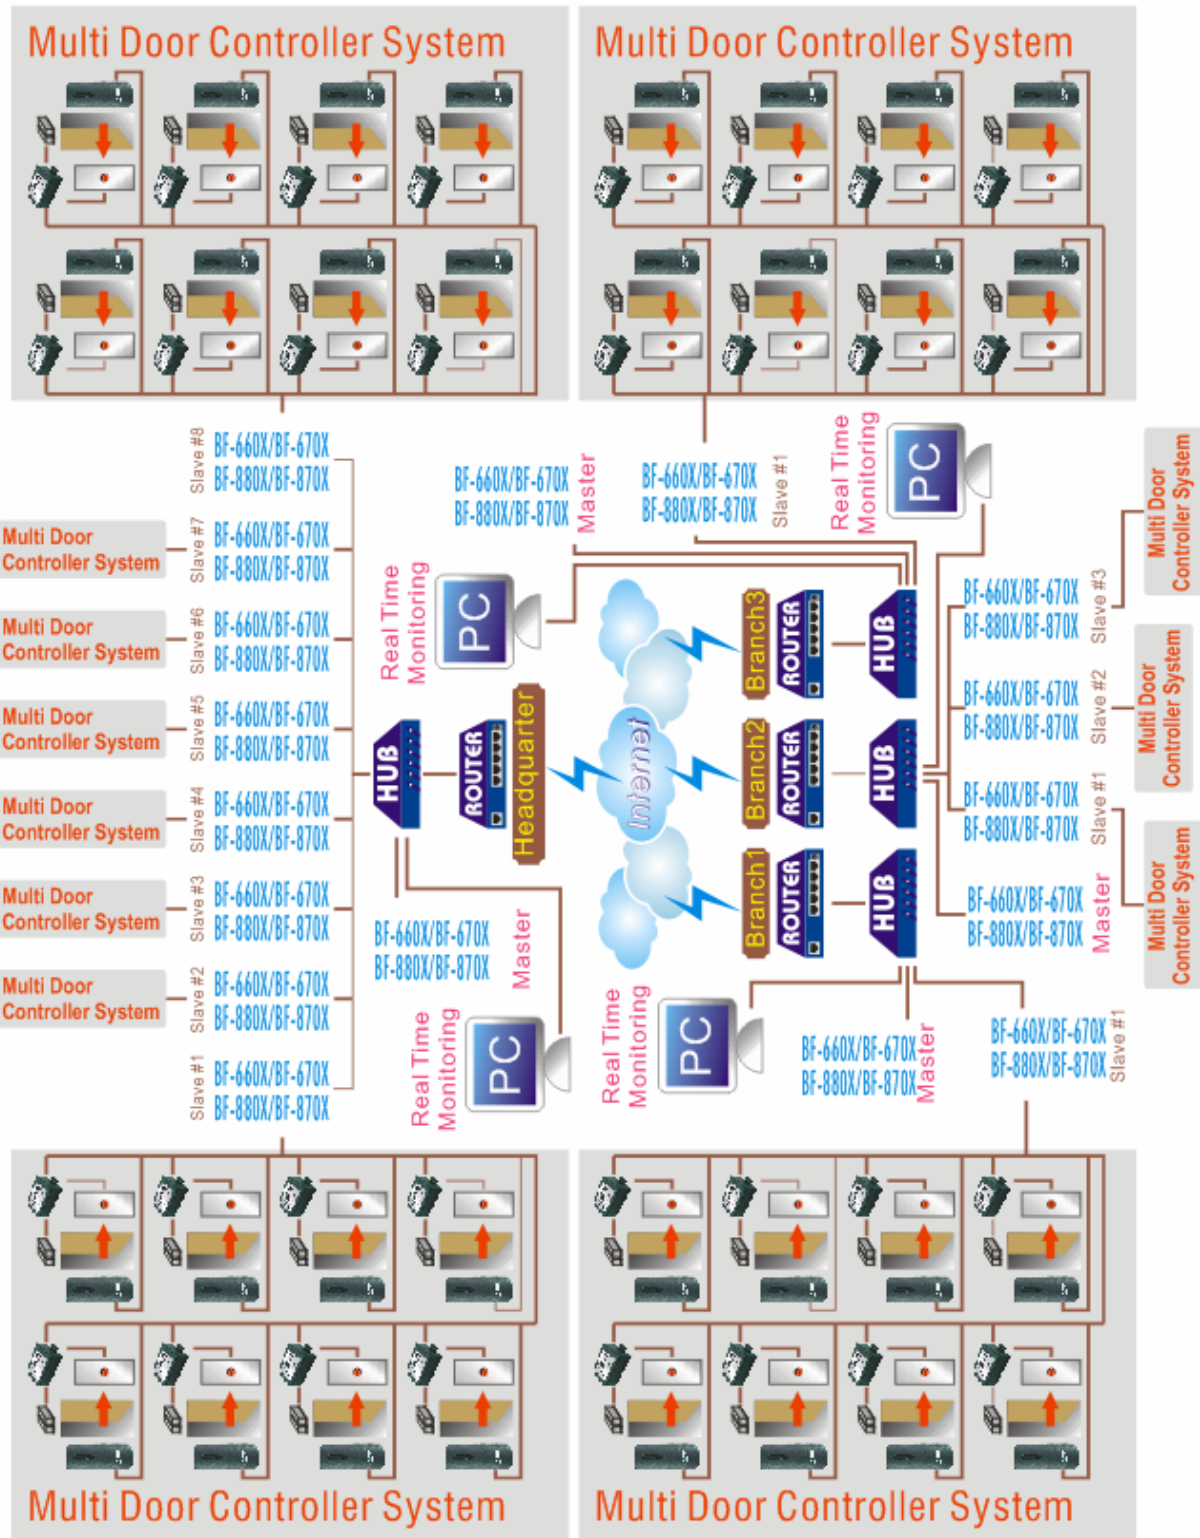 Multi Door Controller System
Multi Door Controller System
Slave #8
BF-660X/BF-670X
BF-880X/BF-870X
Multi Door
Controller System
Slave #7
BF-660X/BF-670X
BF-880X/BF-870X
Multi Door
Controller System
Slave #6
BF-660X/BF-670X
BF-880X/BF-870X
Multi Door
Controller System
Slave #5
BF-660X/BF-670X
BF-880X/BF-870X
Multi Door
Controller System
Slave #4
BF-660X/BF-670X
BF-880X/BF-870X
Multi Door
Controller System
Slave #3
BF-660X/BF-670X
BF-880X/BF-870X
Multi Door
Controller System
Slave #2
BF-660X/BF-670X
BF-880X/BF-870X
Slave #1
BF-660X/BF-670X
BF-880X/BF-870X
HUB
ROUTER
Headquarter
BF-660X/BF-670X
BF-880X/BF-870X
Master
Real Time
Monitoring
PC
Internet
BF-660X/BF-670X
BF-880X/BF-870X
Master
BF-660X/BF-670X
BF-880X/BF-870X
Slave #1
Real Time
Monitoring
PC
Branch3
ROUTER
HUB
Real Time
Monitoring
PC
Branch2
ROUTER
HUB
BF-660X/BF-670X
BF-880X/BF-870X
Slave #3
Multi Door
Controller System
BF-660X/BF-670X
BF-880X/BF-870X
Slave #2
Multi Door
Controller System
BF-660X/BF-670X
BF-880X/BF-870X
Slave #1
Multi Door
Controller System
BF-660X/BF-670X
BF-880X/BF-870X
Master
Branch1
ROUTER
HUB
Real Time
Monitoring
PC
BF-660X/BF-670X
BF-880X/BF-870X
Master
BF-660X/BF-670X
BF-880X/BF-870X
Slave #1
Multi Door Controller System
Multi Door Controller System